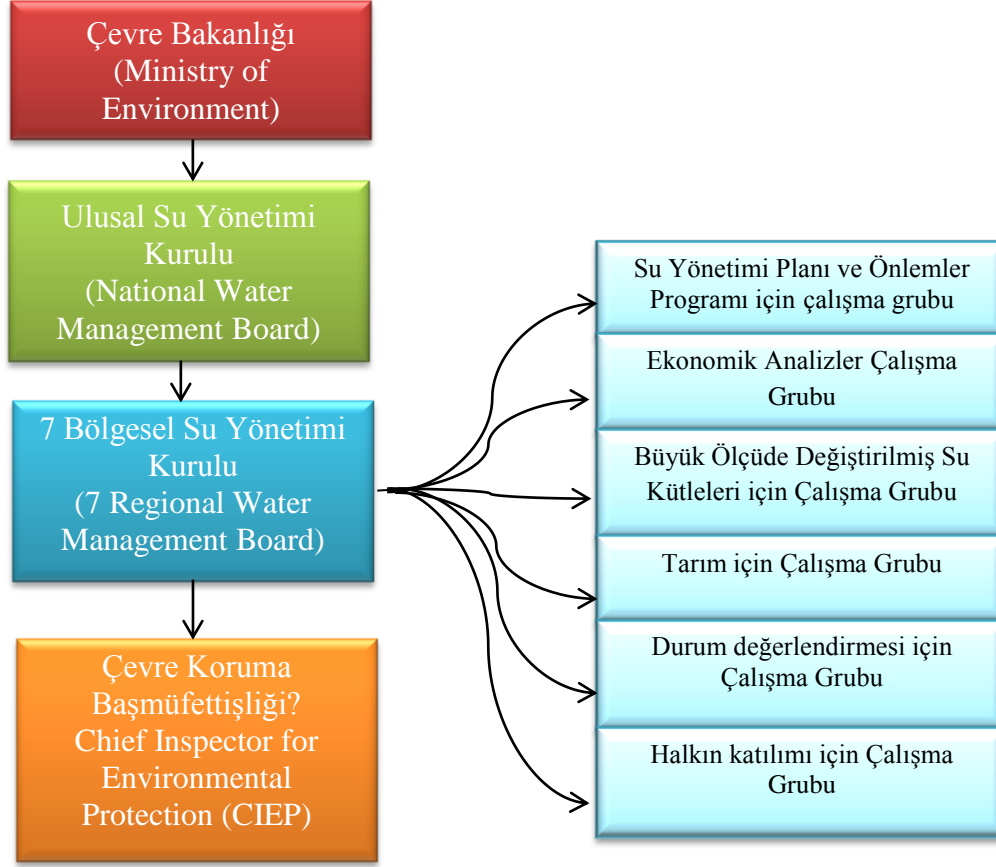 Çevre Bakanlığı
(Ministry of
Environment)
Ulusal Su Yönetimi
Kurulu
(National Water
Management Board)
7 Bölgesel Su Yönetimi
Kurulu
(7 Regional Water
Management Board)
Çevre Koruma
Başmüfettişliği?
Chief Inspector for
Environmental
Protection (CIEP)
Su Yönetimi Planı ve Önlemler
Programı için çalışma grubu
Ekonomik Analizler Çalışma
Grubu
Büyük Ölçüde Değiştirilmiş Su
Kütleleri için Çalışma Grubu
Tarım için Çalışma Grubu
Durum değerlendirmesi için
Çalışma Grubu
Halkın katılımı için Çalışma
Grubu